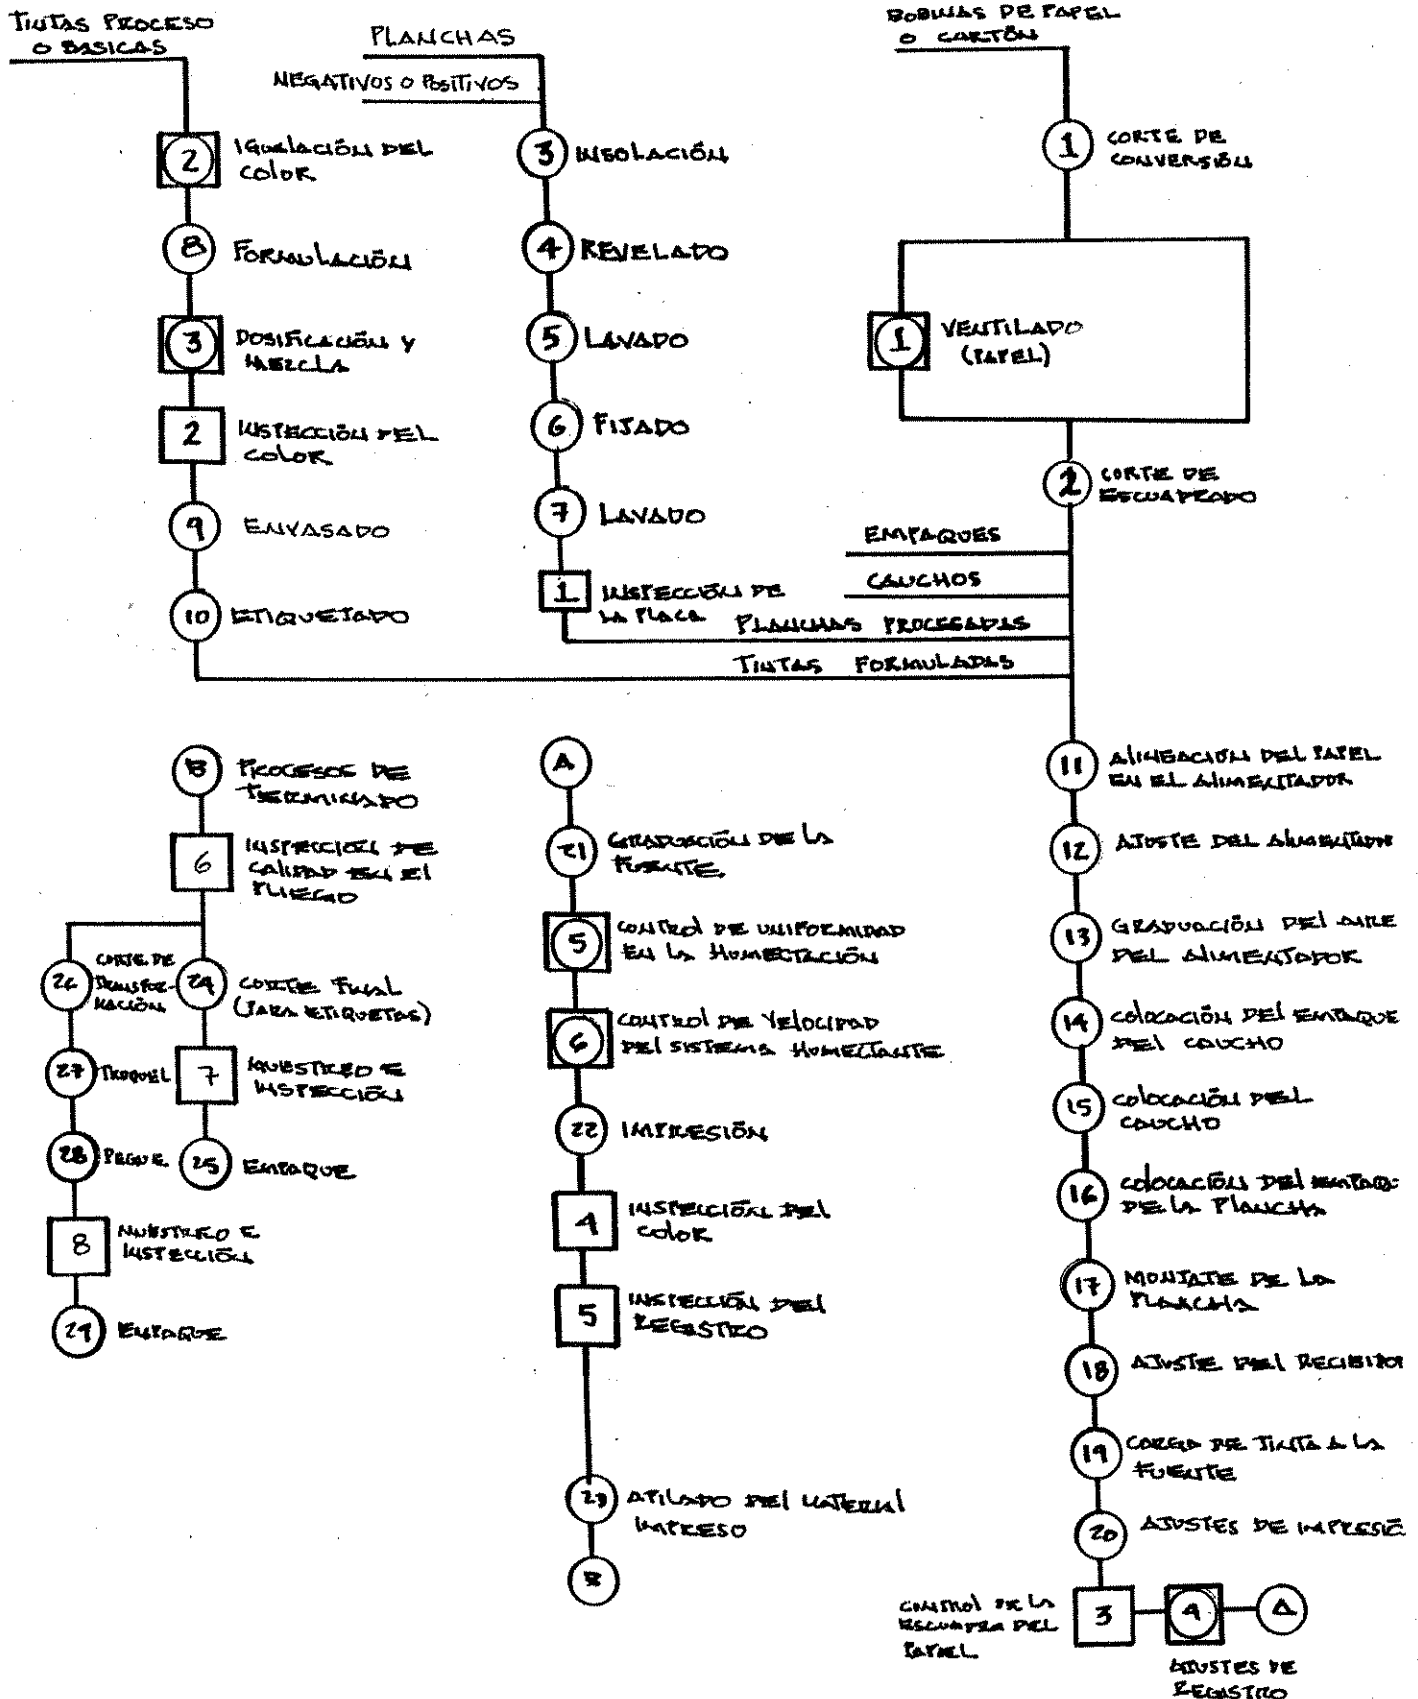 TINTAS PROCESO
O BASICAS
2
IGUALACIÓN DEL
COLOR
8
FORMULACIÓN
3
DOSIFICACIÓN Y
MEZCLA
2
INSPECCIÓN DEL
COLOR
9
ENVASADO
10
ETIQUETADO
PLANCHAS
NEGATIVOS O POSITIVOS
3
INSOLACIÓN
4
REVELADO
5
LAVADO
6
FIJADO
7
LAVADO
1
INSPECCIÓN DE
LA PLACA
BOBINAS DE PAPEL
O CARTÓN
1
CORTE DE
CONVERSIÓN
1
VENTILADO
(PAPEL)
2
CORTE DE
ESCUADRADO
EMPAQUES
CAUCHOS
PLANCHAS PROCESADAS
TINTAS FORMULADAS
11
ALINEACIÓN DEL PAPEL
EN EL ALIMENTADOR
12
AJUSTE DEL ALIMENTADOR
13
GRADUACIÓN DEL AIRE
DEL ALIMENTADOR
14
COLOCACIÓN DEL EMPAQUE
DEL CAUCHO
15
COLOCACIÓN DEL
CAUCHO
16
COLOCACIÓN DEL EMPAQUE
DE LA PLANCHA
17
MONTAJE DE LA
PLANCHA
18
AJUSTE DEL RECIBIDOR
19
CARGA DE TINTA A LA
FUENTE
20
AJUSTES DE IMPRESIÓ
3
CONTROL DE LA
ESCUADRA DEL
PAPEL
4
AJUSTES DE
REGISTRO
A
A
21
GRADUACIÓN DE LA
FUENTE
5
CONTROL DE UNIFORMIDAD
EN LA HUMECTACIÓN
6
CONTROL DE VELOCIDAD
DEL SISTEMA HUMECTANTE
22
IMPRESIÓN
4
INSPECCIÓN DEL
COLOR
5
INSPECCIÓN DEL
REGISTRO
23
APILADO DEL MATERIAL
IMPRESO
B
B
PROCESOS DE
TERMINADO
6
INSPECCIÓN DE
CALIDAD EN EL
PLIEGO
26
CORTE DE
TRANSFOR-
MACIÓN
27
TROQUEL
28
PEGUE
8
MUESTREO E
INSPECCIÓN
29
EMPAQUE
24
CORTE FINAL
(PARA ETIQUETAS)
7
MUESTREO E
INSPECCIÓN
25
EMPAQUE